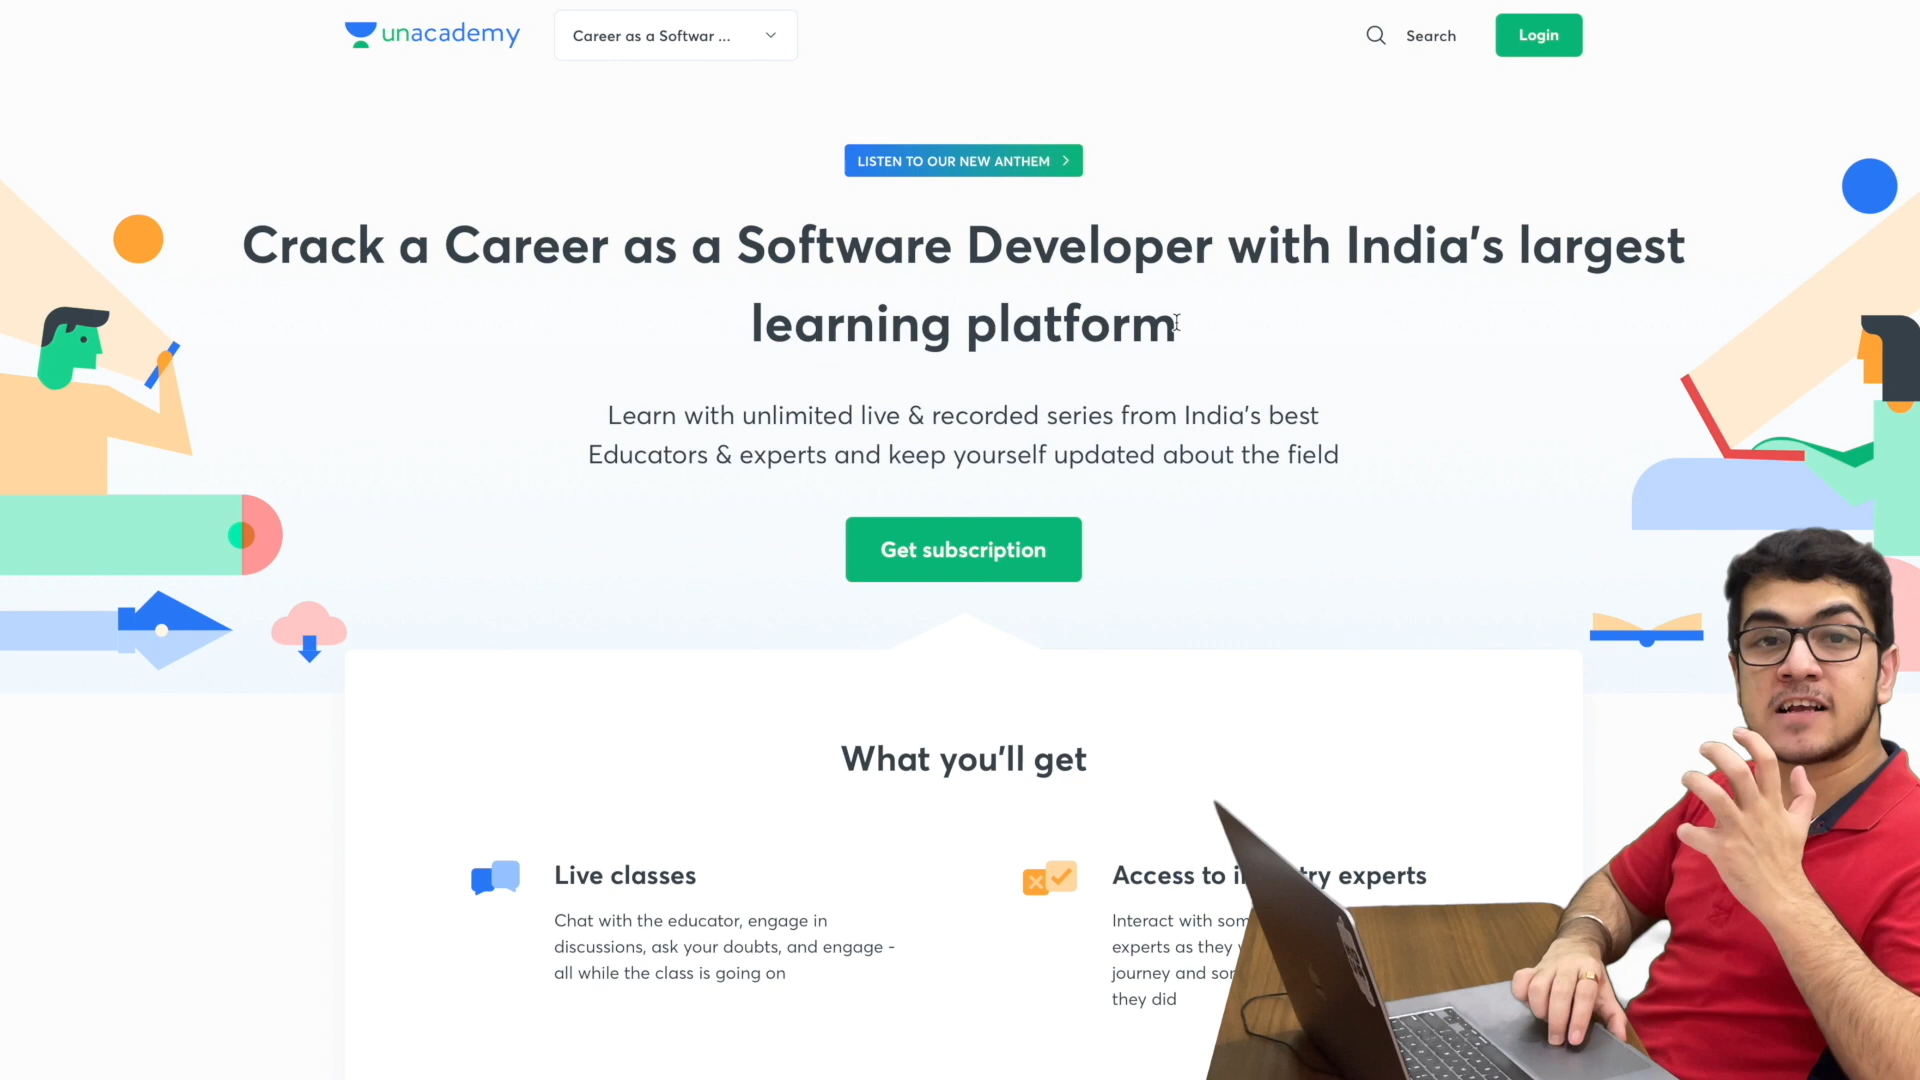 unacademy
Career as a Softwar ...
Search
Login
LISTEN TO OUR NEW ANTHEM
Crack a Career as a Software Developer with India's largest
learning platform
Learn with unlimited live & recorded series from India's best
Educators & experts and keep yourself updated about the field
Get subscription
What you'll get
Live classes
Chat with the educator, engage in
discussions, ask your doubts, and engage -
all while the class is going on
Access to experts
Interact with
experts as they
journey and
they did